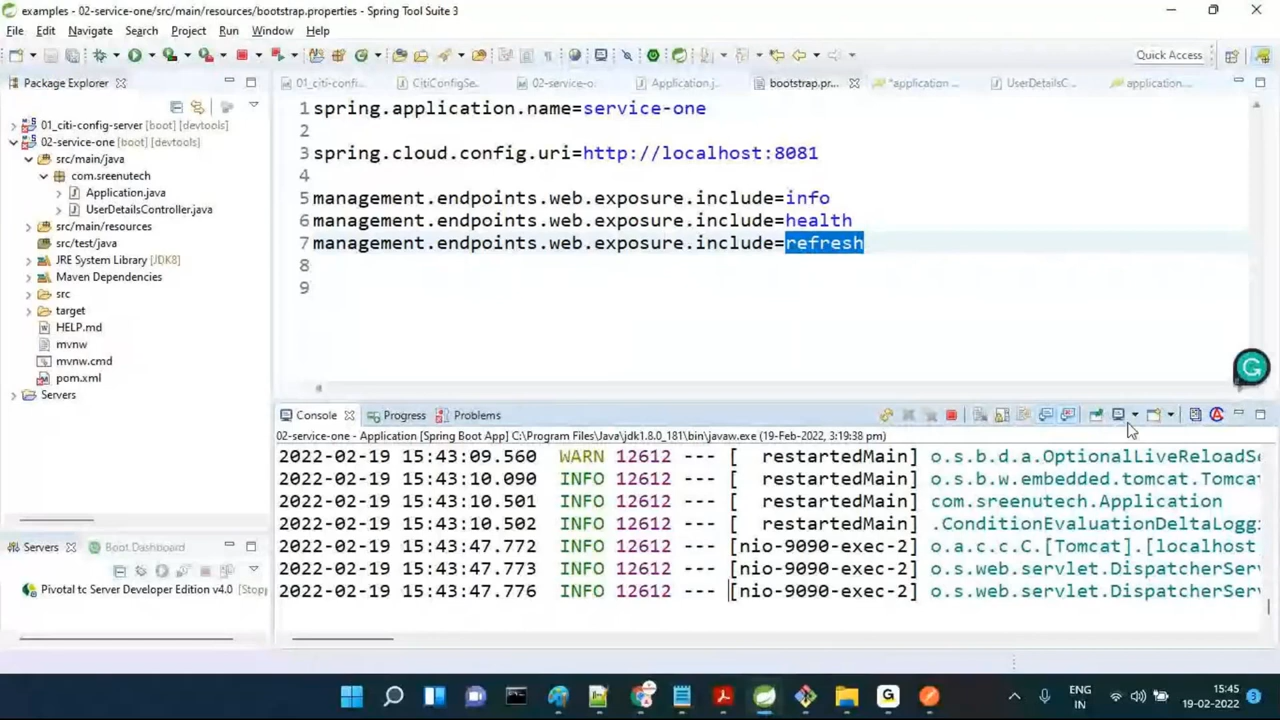 examples - 02-service-one/src/main/resources/bootstrap.properties - Spring Tool Suite 3
File Edit Navigate Search Project Run Window Help
Quick Access
Package Explorer
01_citi-config-server [boot] [devtools]
02-service-one [boot] [devtools]
src/main/java
com.sreenutech
Application.java
UserDetailsController.java
src/main/resources
src/test/java
JRE System Library [JDK8]
Maven Dependencies
src
target
HELP.md
mvnw
mvnw.cmd
pom.xml
Servers
01_citi-confi... CitiConfigSe... 02-service-o... Application.j... bootstrap.pr... *application... UserDetailsC... application....
1 spring.application.name=service-one
2
3 spring.cloud.config.uri=http://localhost:8081
4
5 management.endpoints.web.exposure.include=info
6 management.endpoints.web.exposure.include=health
7 management.endpoints.web.exposure.include=refresh
8
9
Console Progress Problems
02-service-one - Application [Spring Boot App] C:\Program Files\Java\jdk1.8.0_181\bin\javaw.exe (19-Feb-2022, 3:19:38 pm)
2022-02-19 15:43:09.560 WARN 12612 --- [ restartedMain] o.s.b.d.a.OptionalLiveReloadSe
2022-02-19 15:43:10.090 INFO 12612 --- [ restartedMain] o.s.b.w.embedded.tomcat.Tomcat
2022-02-19 15:43:10.501 INFO 12612 --- [ restartedMain] com.sreenutech.Application
2022-02-19 15:43:10.502 INFO 12612 --- [ restartedMain] .ConditionEvaluationDeltaLoggi
2022-02-19 15:43:47.772 INFO 12612 --- [nio-9090-exec-2] o.a.c.c.C.[Tomcat].[localhost
2022-02-19 15:43:47.773 INFO 12612 --- [nio-9090-exec-2] o.s.web.servlet.DispatcherServ
2022-02-19 15:43:47.776 INFO 12612 --- [nio-9090-exec-2] o.s.web.servlet.DispatcherServ
Servers Boot Dashboard
Pivotal tc Server Developer Edition v4.0 [Stopp
ENG
IN
15:45
19-02-2022